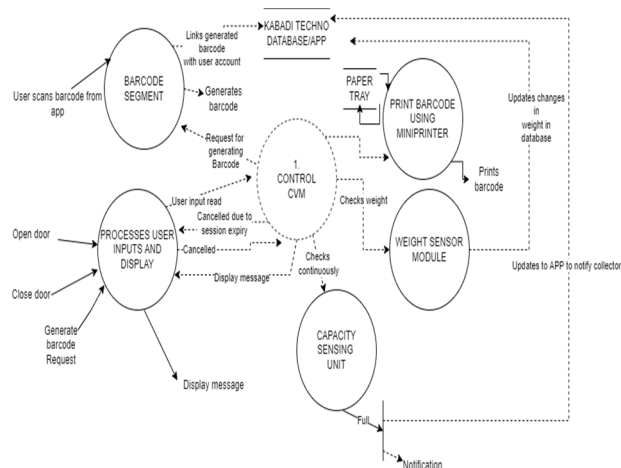 Links generated
barcode
with user account
KABADI TECHNO
DATABASE/APP
BARCODE
SEGMENT
User scans barcode from
app
Generates
barcode
PAPER
TRAY
PRINT BARCODE
USING
MINIPRINTER
Updates changes
in
weight in
database
Request for
generating
Barcode
1.
CONTROL
CVM
Prints
barcode
User input read
Checks weight
Cancelled due to
session expiry
Open door
PROCESSES USER
INPUTS AND
DISPLAY
Cancelled
WEIGHT SENSOR
MODULE
Checks
continuously
Display message
Updates to APP to notify collector
Close door
Generate
barcode
Request
CAPACITY
SENSING
UNIT
Display message
Full
Notification